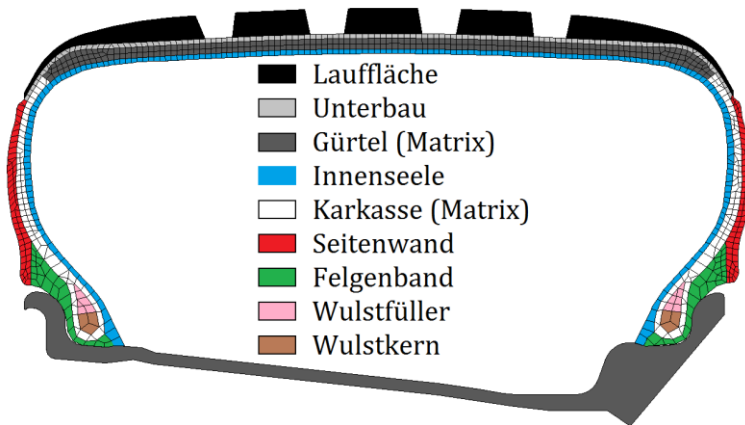 Lauffläche
Unterbau
Gürtel (Matrix)
Innenseele
Karkasse (Matrix)
Seitenwand
Felgenband
Wulstfüller
Wulstkern